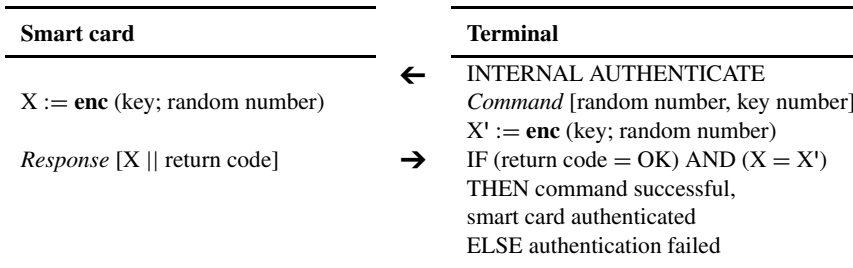 Smart card Terminal
← INTERNAL AUTHENTICATE
X := enc (key; random number) Command [random number, key number]
X' := enc (key; random number)
Response [X || return code] → IF (return code = OK) AND (X = X')
THEN command successful,
smart card authenticated
ELSE authentication failed